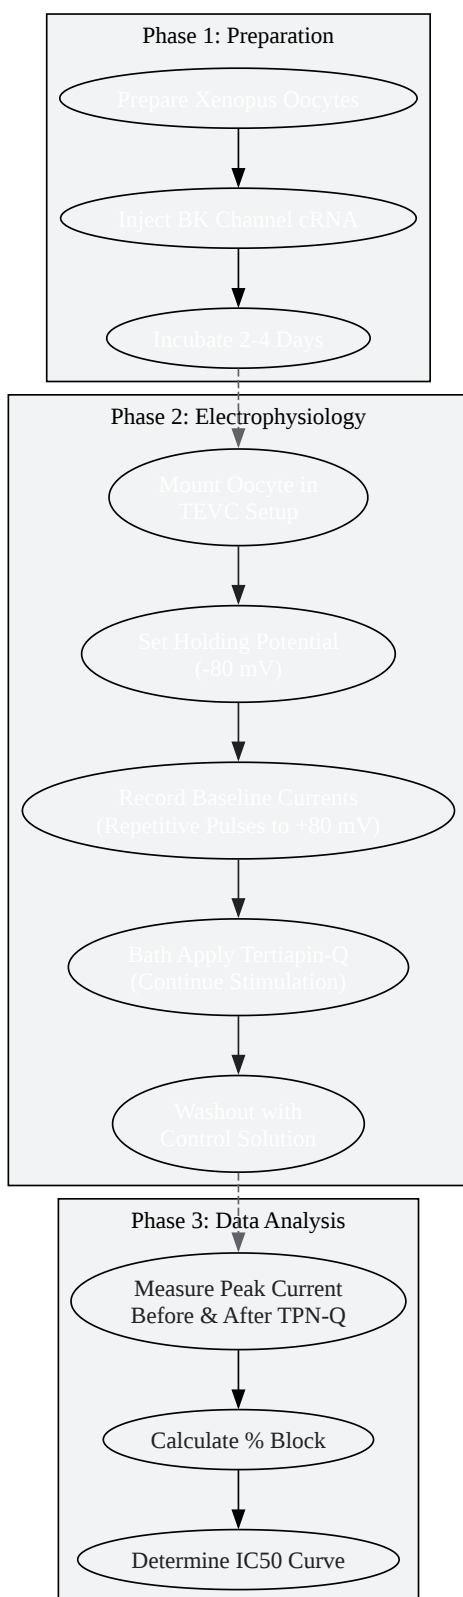 Phase 1: Preparation
Prepare Xenopus Oocytes
Inject BK Channel cRNA
Incubate 2-4 Days
Phase 2: Electrophysiology
Mount Oocyte in
TEVC Setup
Set Holding Potential
(-80 mV)
Record Baseline Currents
(Repetitive Pulses to +80 mV)
Bath Apply Tertiapin-Q
(Continue Stimulation)
Washout with
Control Solution
Phase 3: Data Analysis
Measure Peak Current
Before & After TPN-Q
Calculate % Block
Determine IC50 Curve